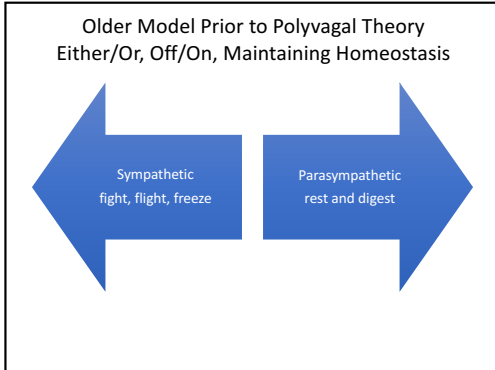 Older Model Prior to Polyvagal Theory
Either/Or, Off/On, Maintaining Homeostasis
Sympathetic
fight, flight, freeze
Parasympathetic
rest and digest